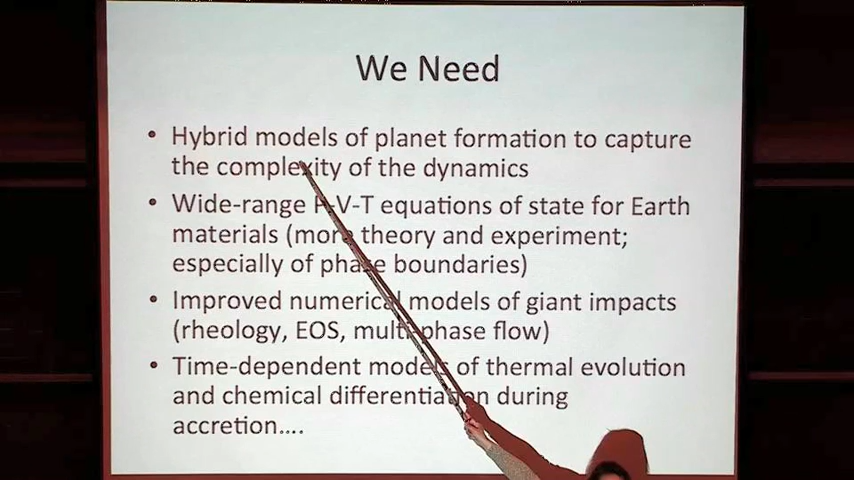 We Need
• Hybrid models of planet formation to capture
the complexity of the dynamics
• Wide-range P-V-T equations of state for Earth
materials (more theory and experiment;
especially of phase boundaries)
• Improved numerical models of giant impacts
(rheology, EOS, multi-phase flow)
• Time-dependent models of thermal evolution
and chemical differentiation during
accretion....